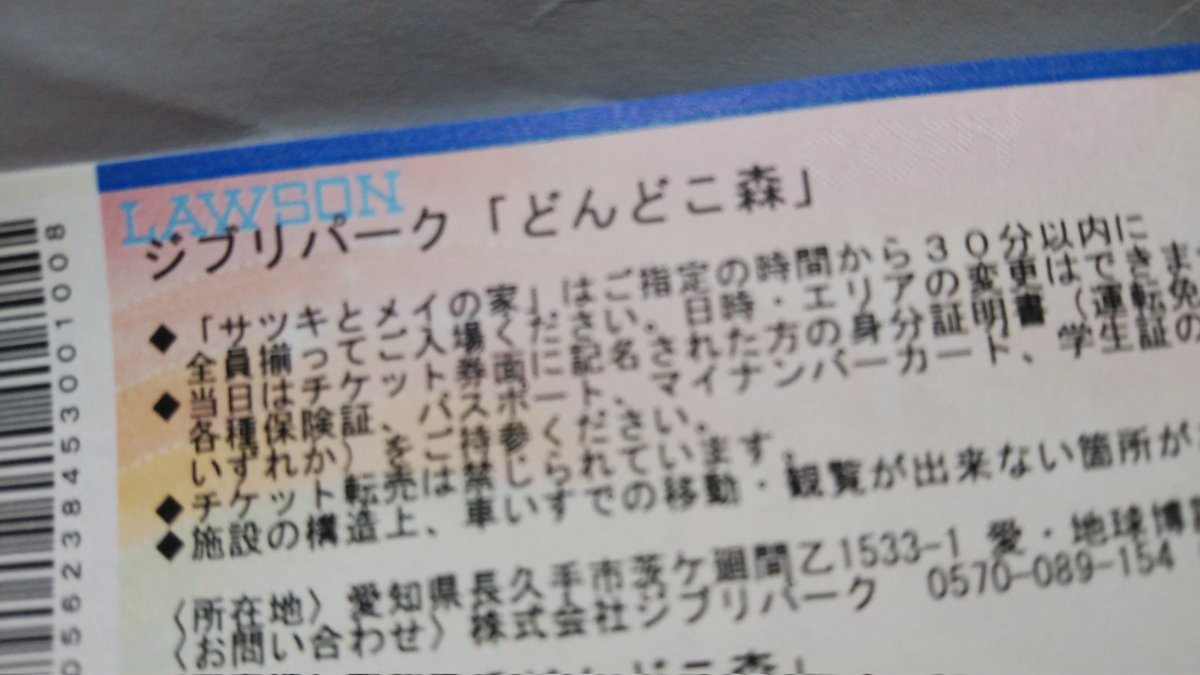 LAWSON
ジブリパーク「どんどこ森」
◆「サツキとメイの家」はご指定の時間から30分以内に
全員揃ってご入場ください。日時・エリアの変更はできま
◆当日はチケット券面に記名された方の身分証明書（運転免
各種保険証、パスポート、マイナンバーカード、学生証の
いずれか）をご持参ください。
◆チケット転売は禁じられています。
◆施設の構造上、車いすでの移動・観覧が出来ない箇所が
〈所在地〉愛知県長久手市茨ケ廻間乙1533-1 愛・地球博
〈お問い合わせ〉株式会社ジブリパーク 0570-089-154
どんどこ森」
0562384530010​08